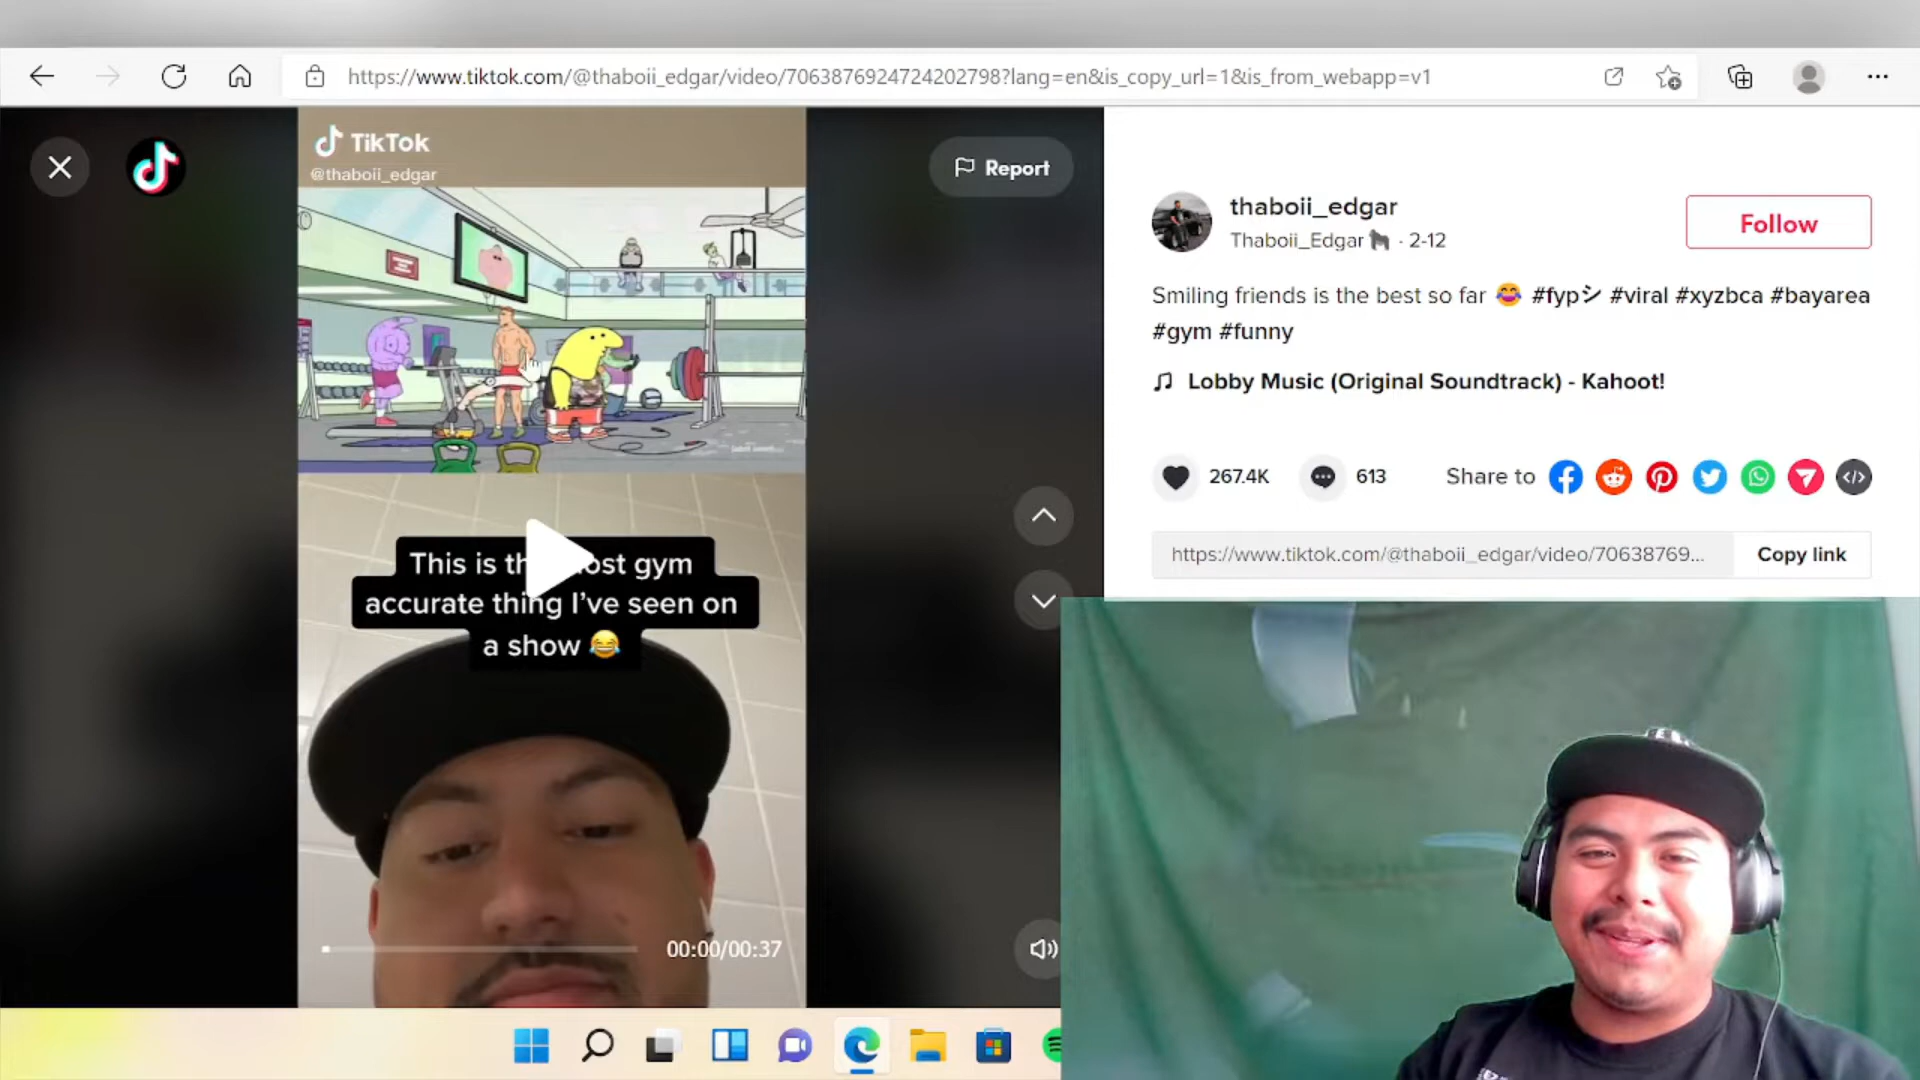 https://www.tiktok.com/@thaboii_edgar/video/7063876924724202798?lang=en&is_copy_url=1&is_from_webapp=v1
TikTok
@thaboii_edgar
Report
This is the most gym
accurate thing I've seen on
a show 😂
00:00/00:37
thaboii_edgar
Thaboii_Edgar 🦍 · 2-12
Follow
Smiling friends is the best so far 😂 #fypシ #viral #xyzbca #bayarea
#gym #funny
Lobby Music (Original Soundtrack) - Kahoot!
267.4K
613
Share to
https://www.tiktok.com/@thaboii_edgar/video/70638769...
Copy link